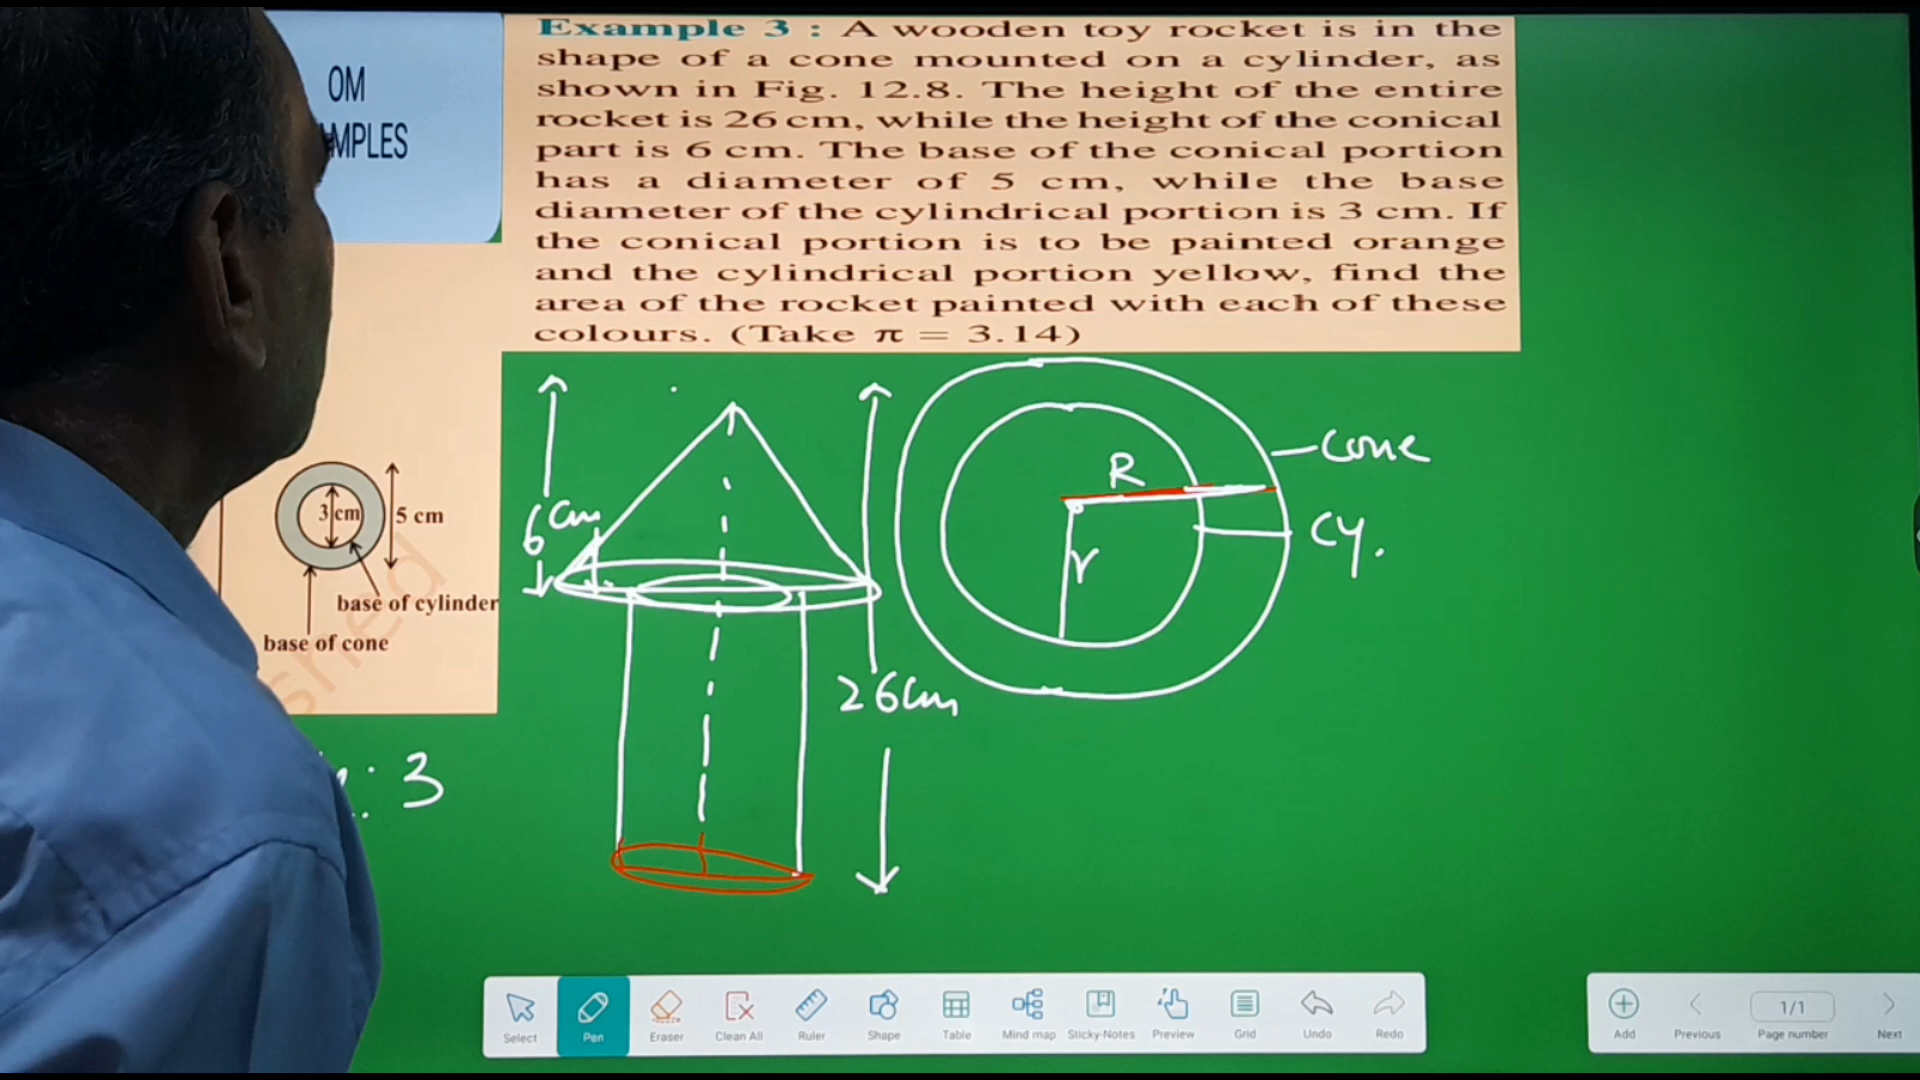 OM
AMPLES
Example 3 : A wooden toy rocket is in the
shape of a cone mounted on a cylinder, as
shown in Fig. 12.8. The height of the entire
rocket is 26 cm, while the height of the conical
part is 6 cm. The base of the conical portion
has a diameter of 5 cm, while the base
diameter of the cylindrical portion is 3 cm. If
the conical portion is to be painted orange
and the cylindrical portion yellow, find the
area of the rocket painted with each of these
colours. (Take π = 3.14)
3 cm
5 cm
base of cylinder
base of cone
shed
: 3
6 cm
26 cm
R
r
Cone
Cy.
Select
Pen
Eraser
Clean All
Ruler
Shape
Table
Mind map
Sticky-Notes
Preview
Grid
Undo
Redo
Add
Previous
1/1
Page number
Next